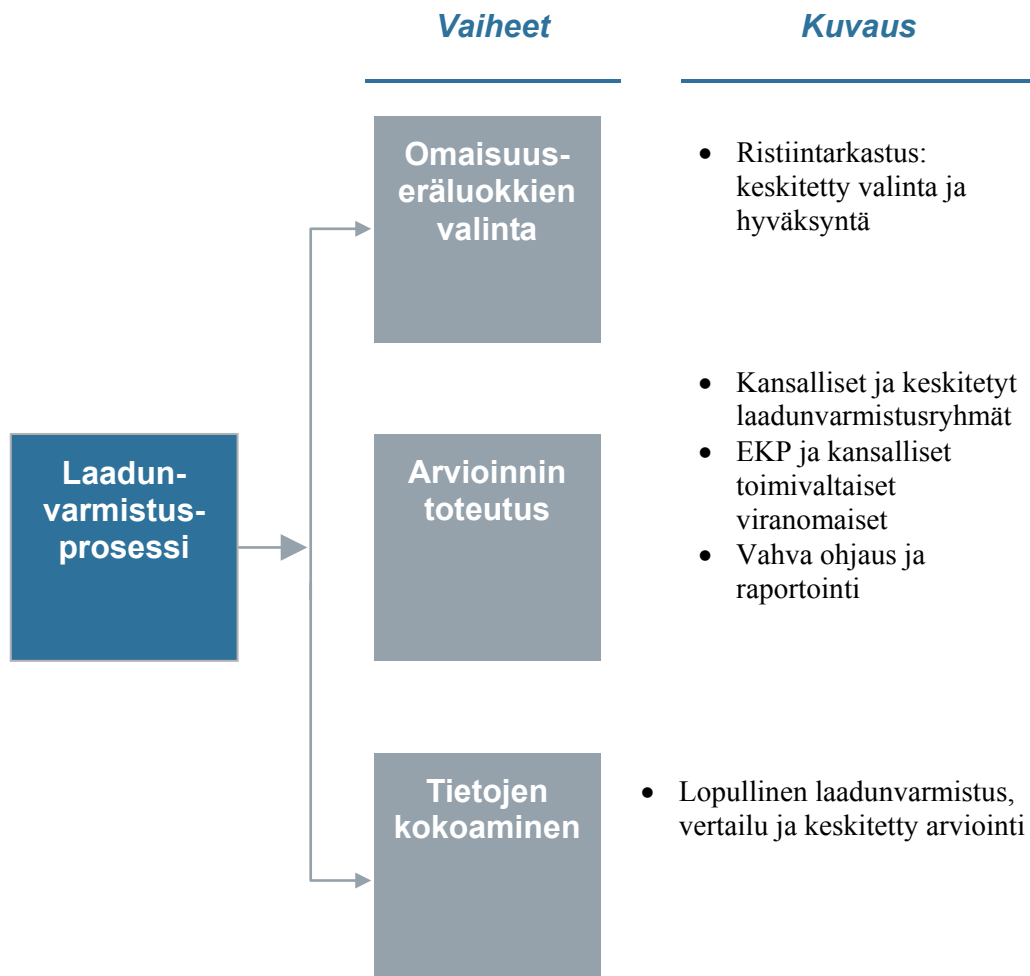 Vaiheet
Kuvaus
Omaisuus-
eräluokkien
valinta
• Ristiintarkastus:
keskitetty valinta ja
hyväksyntä
Laadun-
varmistus-
prosessi
Arvioinnin
toteutus
• Kansalliset ja keskitetyt
laadunvarmistusryhmät
• EKP ja kansalliset
toimivaltaiset
viranomaiset
• Vahva ohjaus ja
raportointi
Tietojen
kokoaminen
• Lopullinen laadunvarmistus,
vertailu ja keskitetty arviointi